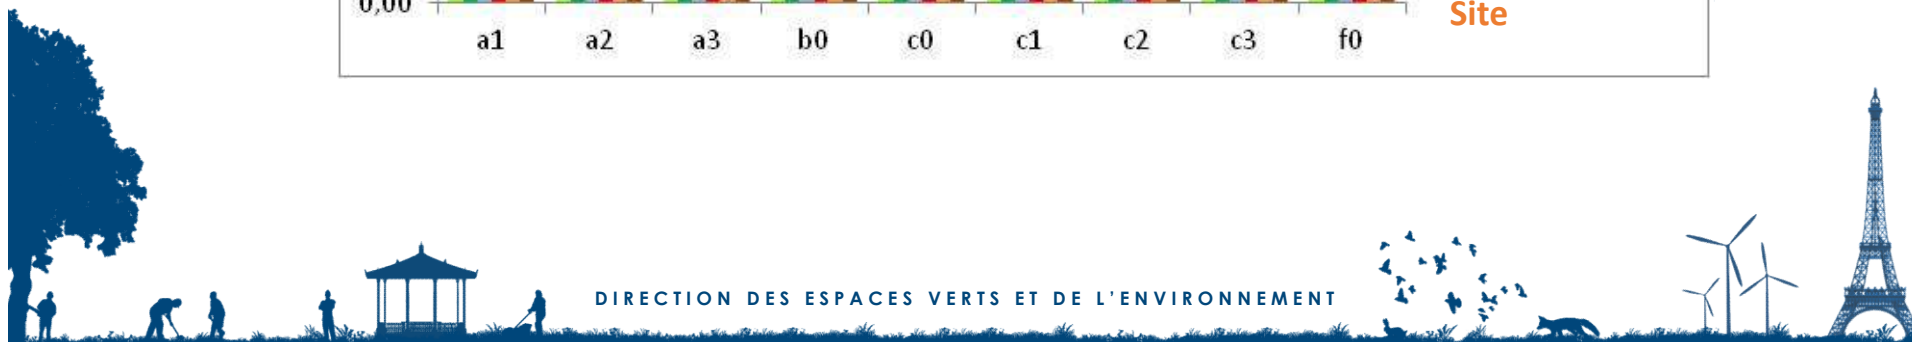 0,00
Site
a1 a2 a3 b0 c0 c1 c2 c3 f0
DIRECTION DES ESPACES VERTS ET DE L'ENVIRONNEMENT